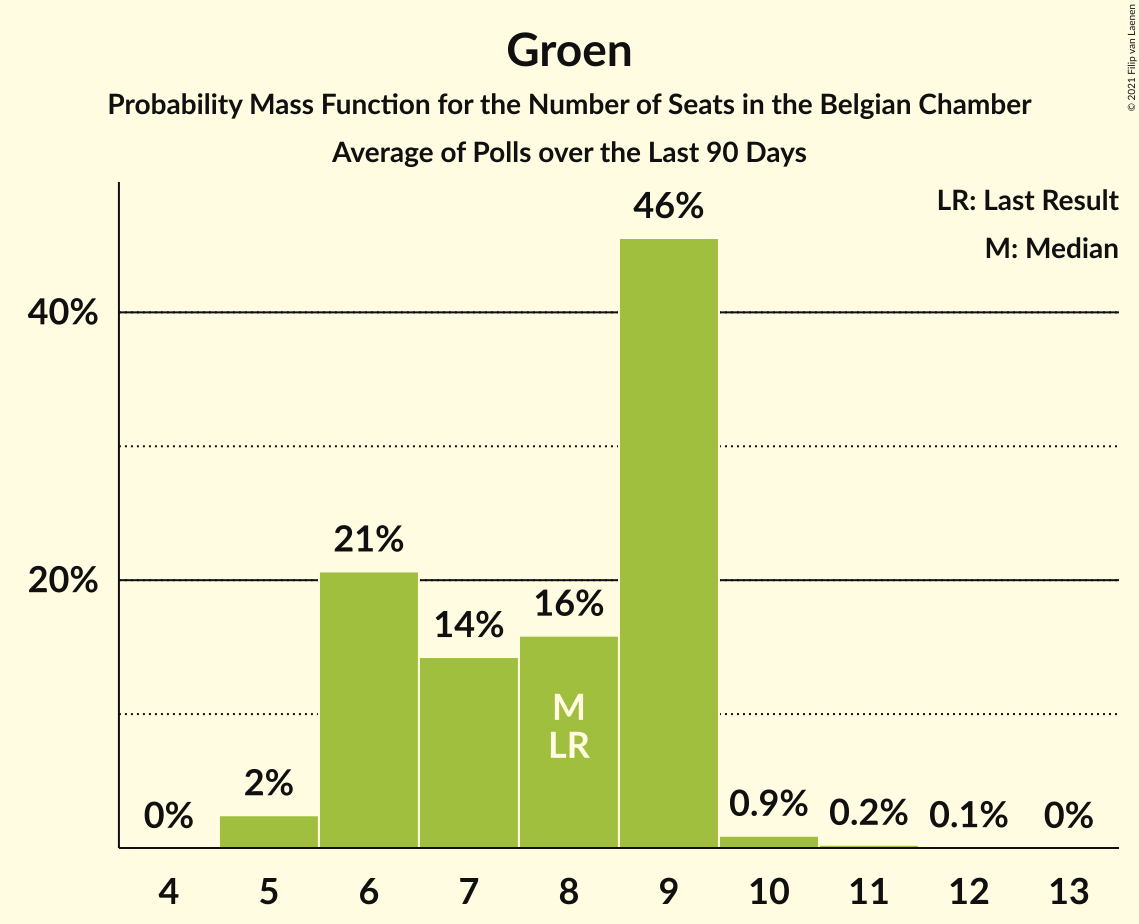 Groen
Probability Mass Function for the Number of Seats in the Belgian Chamber
Average of Polls over the Last 90 Days
© 2021 Filip van Laenen
LR: Last Result
M: Median
40%
20%
0%
2%
21%
14%
16%
46%
0.9%
0.2%
0.1%
0%
M
LR
4 5 6 7 8 9 10 11 12 13